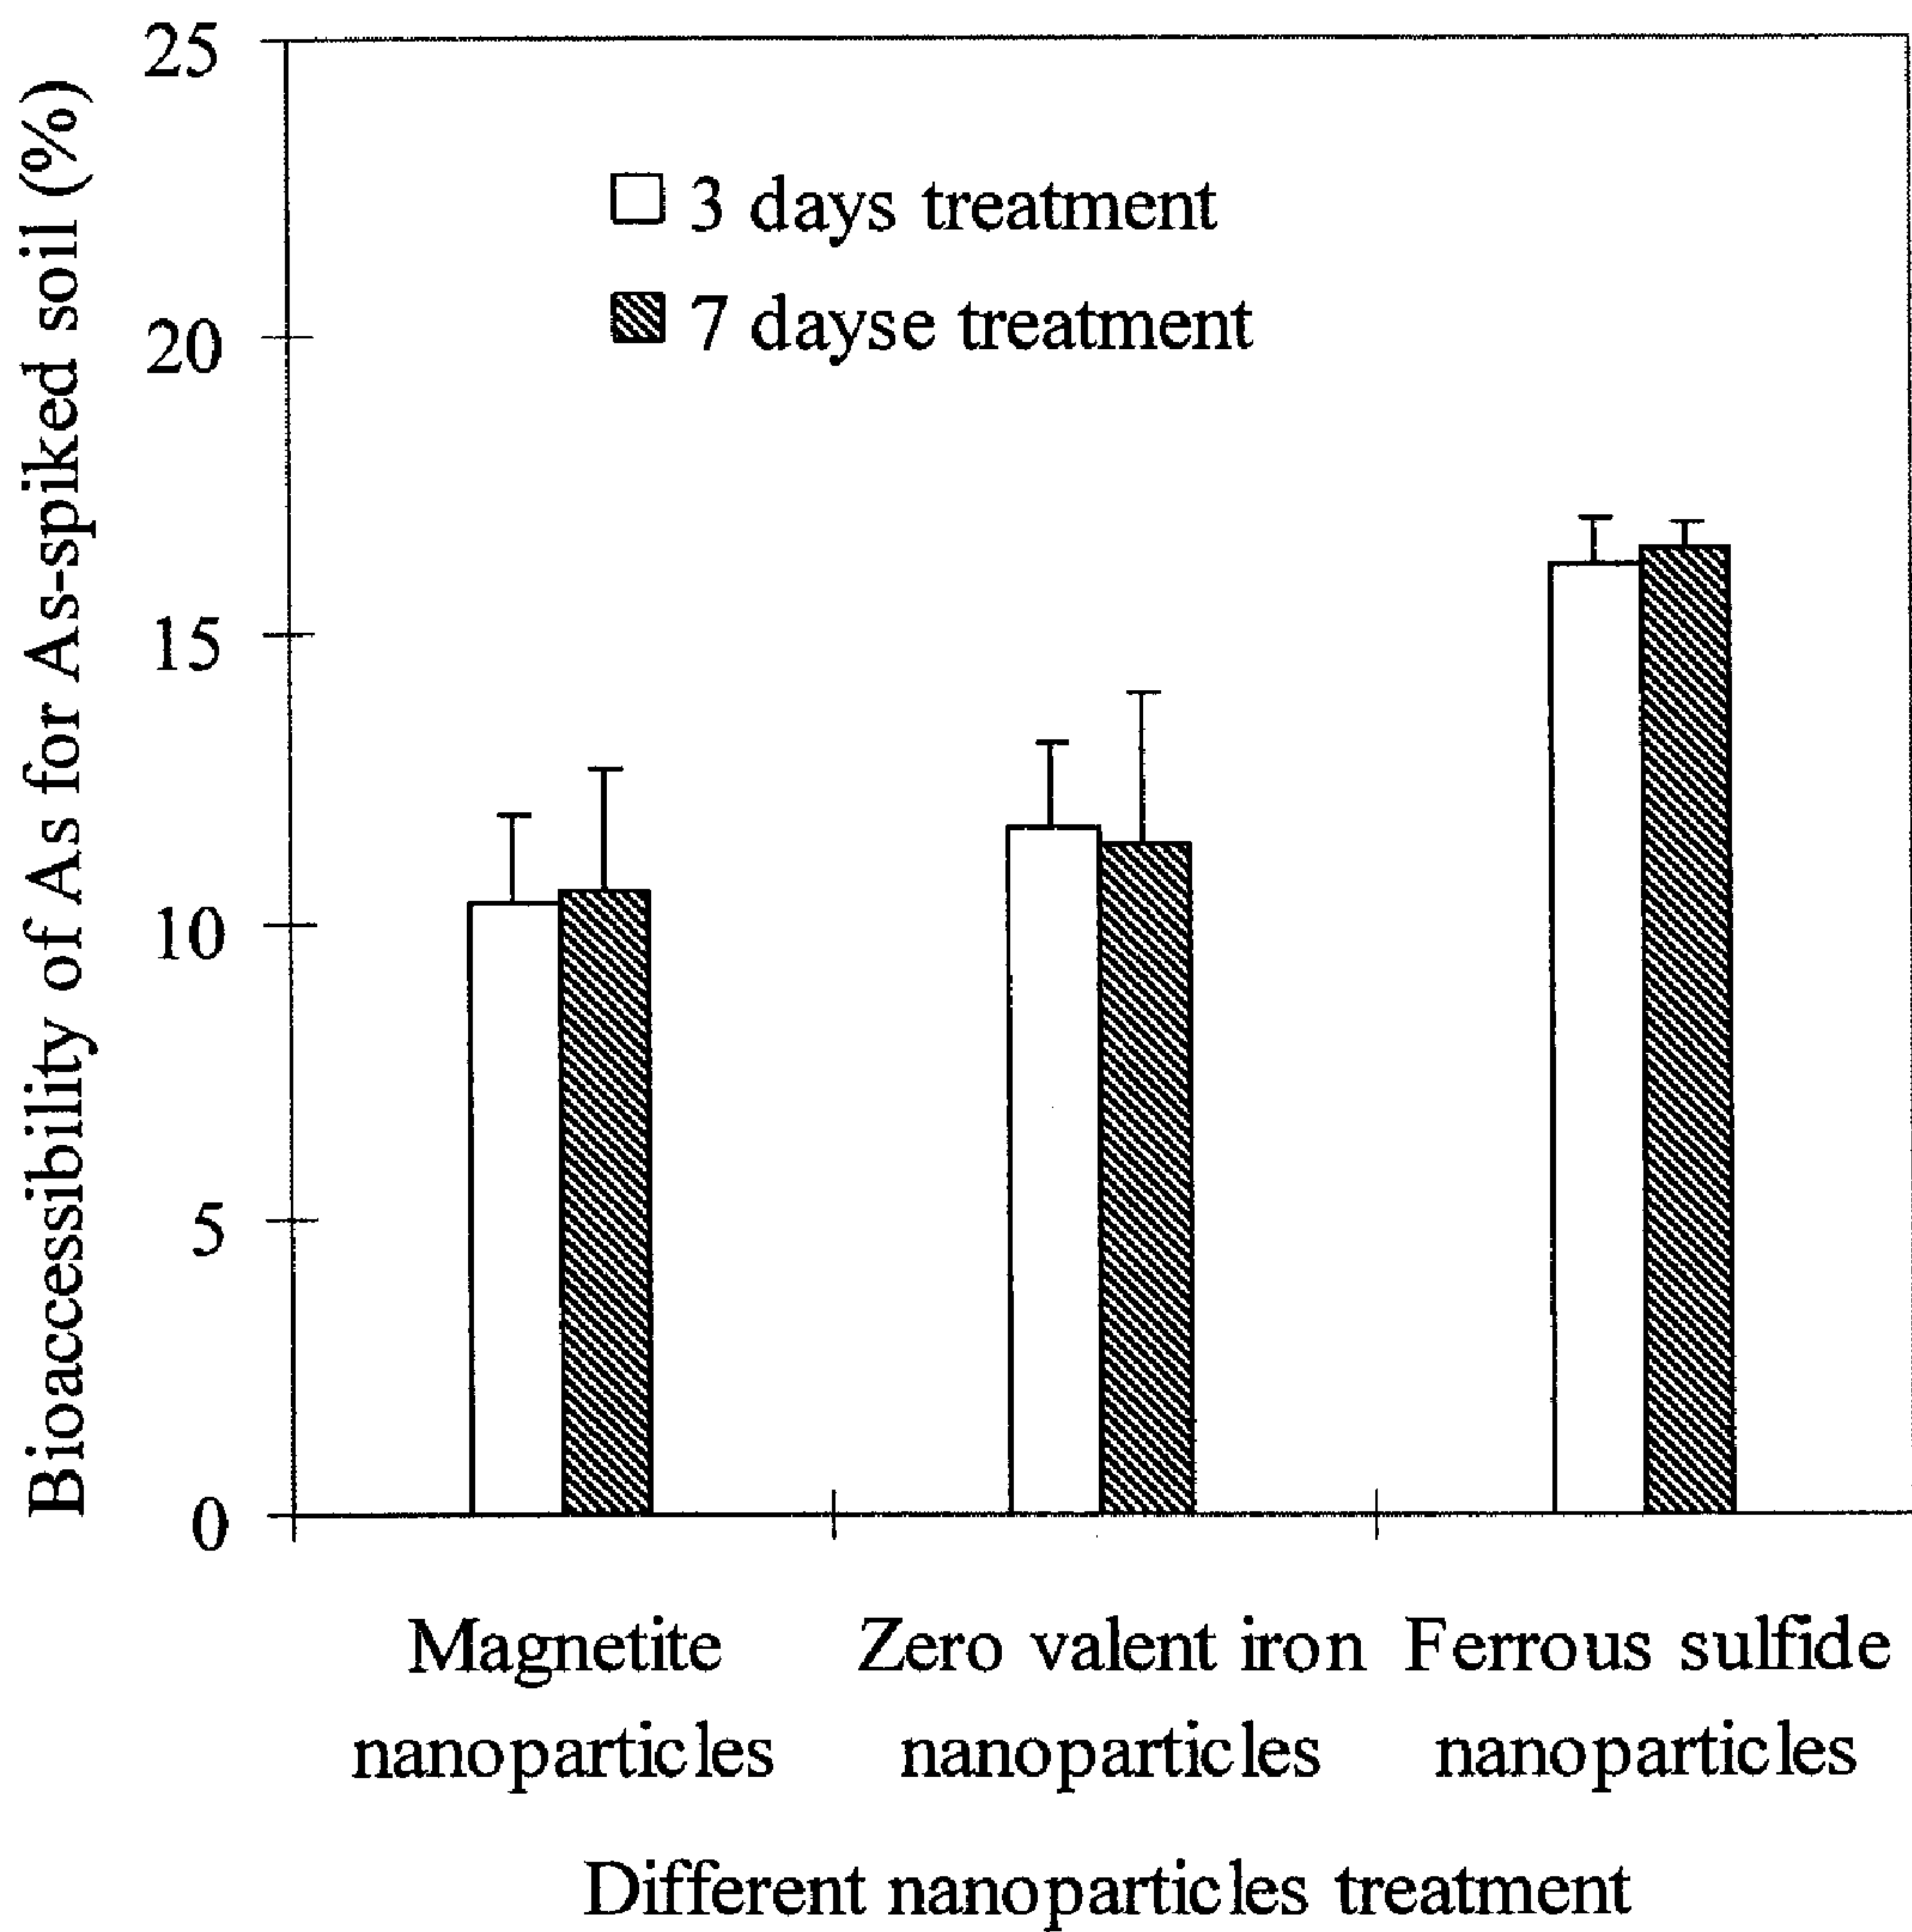 Bioaccessibility of As for As-spiked soil (%)
25
20
15
10
5
0
3 days treatment
7 dayse treatment
Magnetite
nanoparticles
Zero valent iron
nanoparticles
Ferrous sulfide
nanoparticles
Different nanoparticles treatment